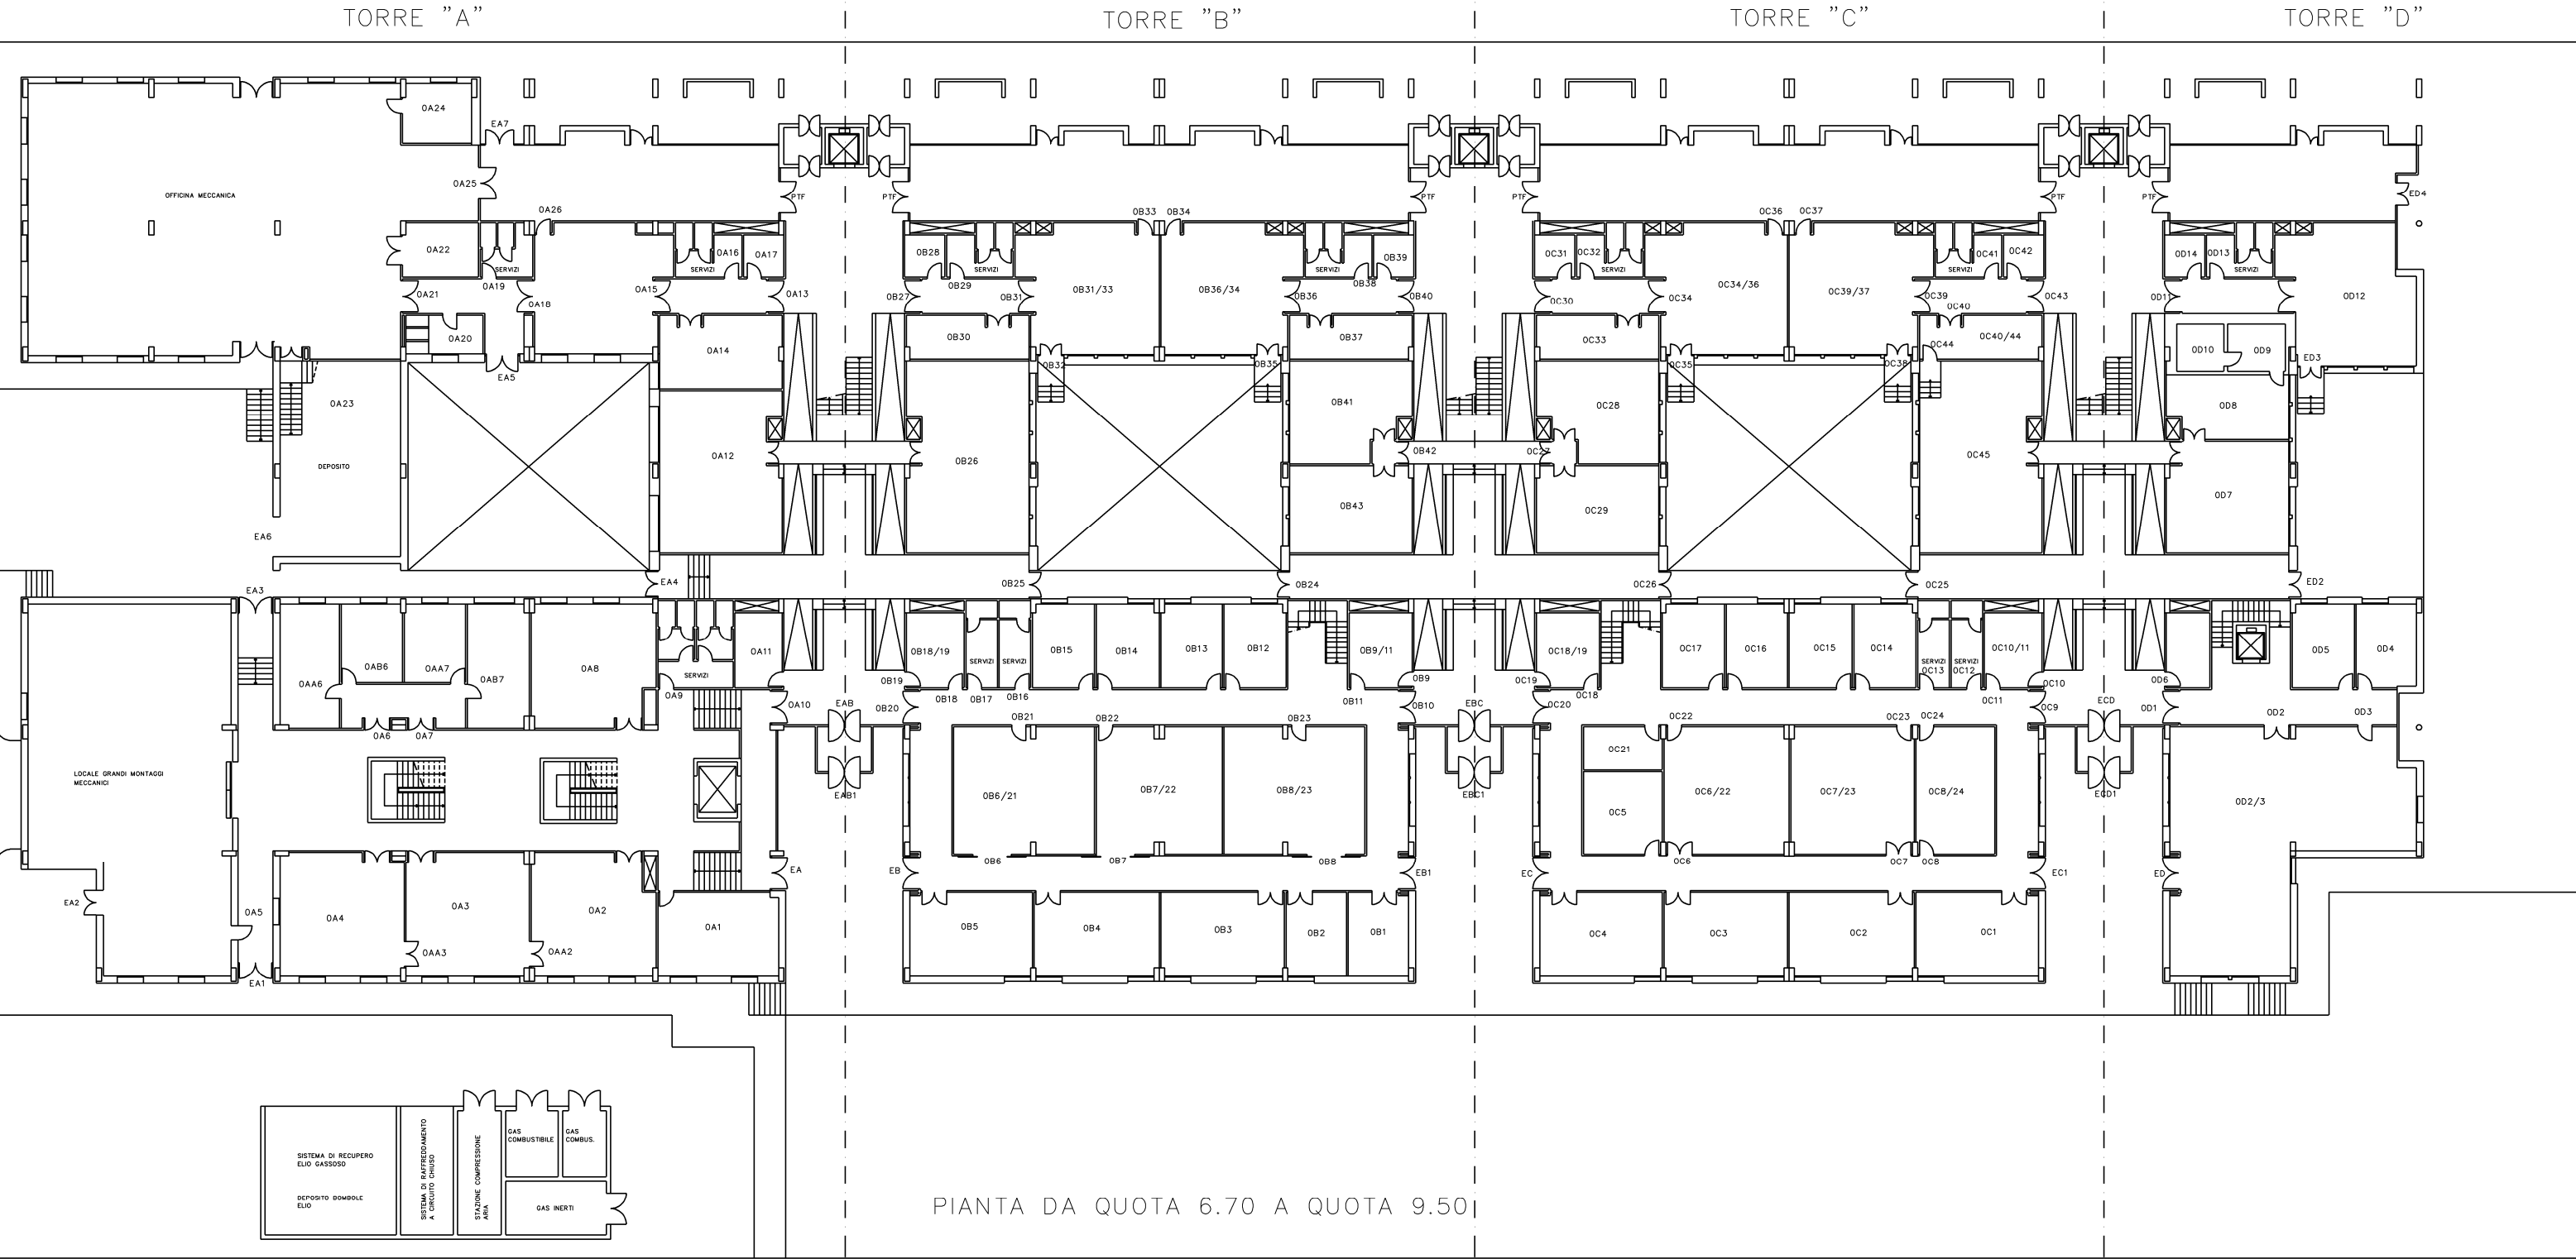 TORRE "A"
TORRE "B"
TORRE "C"
TORRE "D"
0A24
EA7
OFFICINA MECCANICA
0A25
PTF
PTF
PTF
PTF
PTF
PTF
ED4
0A26
0B33
0B34
0C36
0C37
0A22
0A19
SERVIZI
0A16
0A17
SERVIZI
0B28
0B29
SERVIZI
0B31/33
0B36/34
SERVIZI
0B38
0B39
0C31
0C32
SERVIZI
0C34/36
0C39/37
SERVIZI
0C41
0C42
0D14
0D13
SERVIZI
0A21
0A18
0A15
0A13
0B27
0B31
0B36
0B40
0C30
0C34
0C39
0C40
0C43
0D11
0D12
0A20
0A14
0B30
0B37
0C33
0C44
0C40/44
0D10
0D9
ED3
EA5
0B32
0B35
0C35
0C38
0A23
0B41
0C28
0D8
DEPOSITO
0A12
0B26
0B42
0C27
0C45
0B43
0C29
0D7
EA6
EA3
EA4
0B25
0B24
0C26
0C25
ED2
0AA6
0AB6
0AA7
0AB7
0A8
SERVIZI
0A9
0A11
0B18/19
SERVIZI
SERVIZI
0B15
0B14
0B13
0B12
0B9/11
0C18/19
0C17
0C16
0C15
0C14
SERVIZI
0C13
SERVIZI
0C12
0C10/11
0D5
0D4
0B19
0B9
0C19
0C10
0D6
0A6
0A7
0A10
EAB
0B20
0B18
0B17
0B16
0B21
0B22
0B23
0B11
0B10
EBC
0C20
0C18
0C22
0C23
0C24
0C11
0C9
ECD
0D1
0D2
0D3
LOCALE GRANDI MONTAGGI
MECCANICI
0C21
EAB1
0B6/21
0B7/22
0B8/23
EBC1
0C5
0C6/22
0C7/23
0C8/24
ECD1
0D2/3
EA
EB
0B6
0B7
0B8
EB1
EC
0C6
0C7
0C8
EC1
ED
EA2
0A5
0A4
0A3
0A2
0A1
0AA3
0AA2
0B5
0B4
0B3
0B2
0B1
0C4
0C3
0C2
0C1
EA1
SISTEMA DI RECUPERO
ELIO GASSOSO
DEPOSITO BOMBOLE
ELIO
SISTEMA DI RAFFREDDAMENTO
A CIRCUITO CHIUSO
STAZIONE COMPRESSIONE
ARIA
GAS
COMBUSTIBILE
GAS
COMBUS.
GAS INERTI
PIANTA DA QUOTA 6.70 A QUOTA 9.50